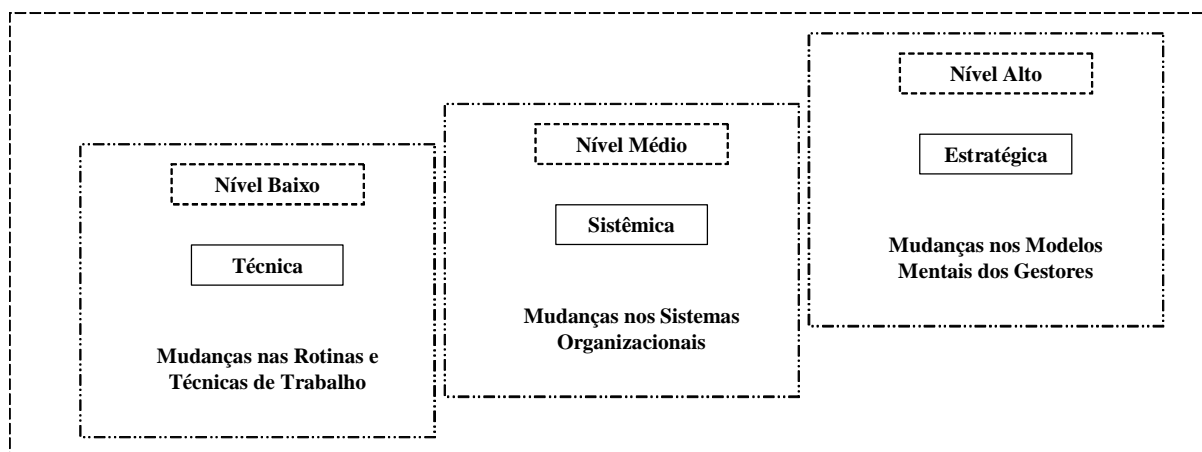 Nível Baixo
Técnica
Mudanças nas Rotinas e
Técnicas de Trabalho
Nível Médio
Sistêmica
Mudanças nos Sistemas
Organizacionais
Nível Alto
Estratégica
Mudanças nos Modelos
Mentais dos Gestores